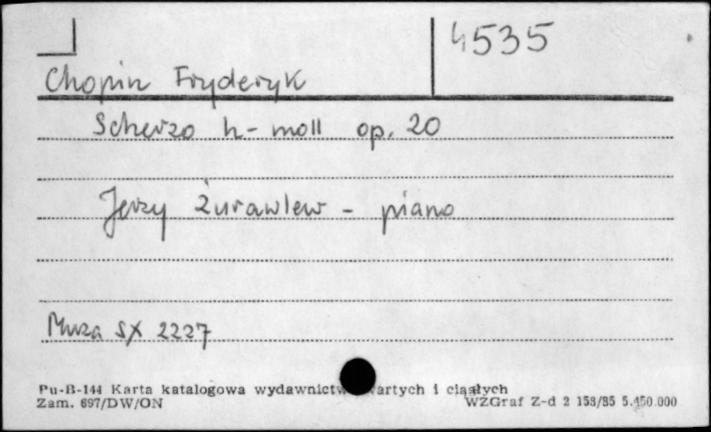 4535
Chopin Fryderyk
Scherzo h-moll op. 20
Jerzy Żurawlew - piano
Muza SX 2227
Pu-B-144 Karta katalogowa wydawnictw zwartych i ciągłych
Zam. 697/DW/ON WZGraf Z-d 2 153/85 5.450.000